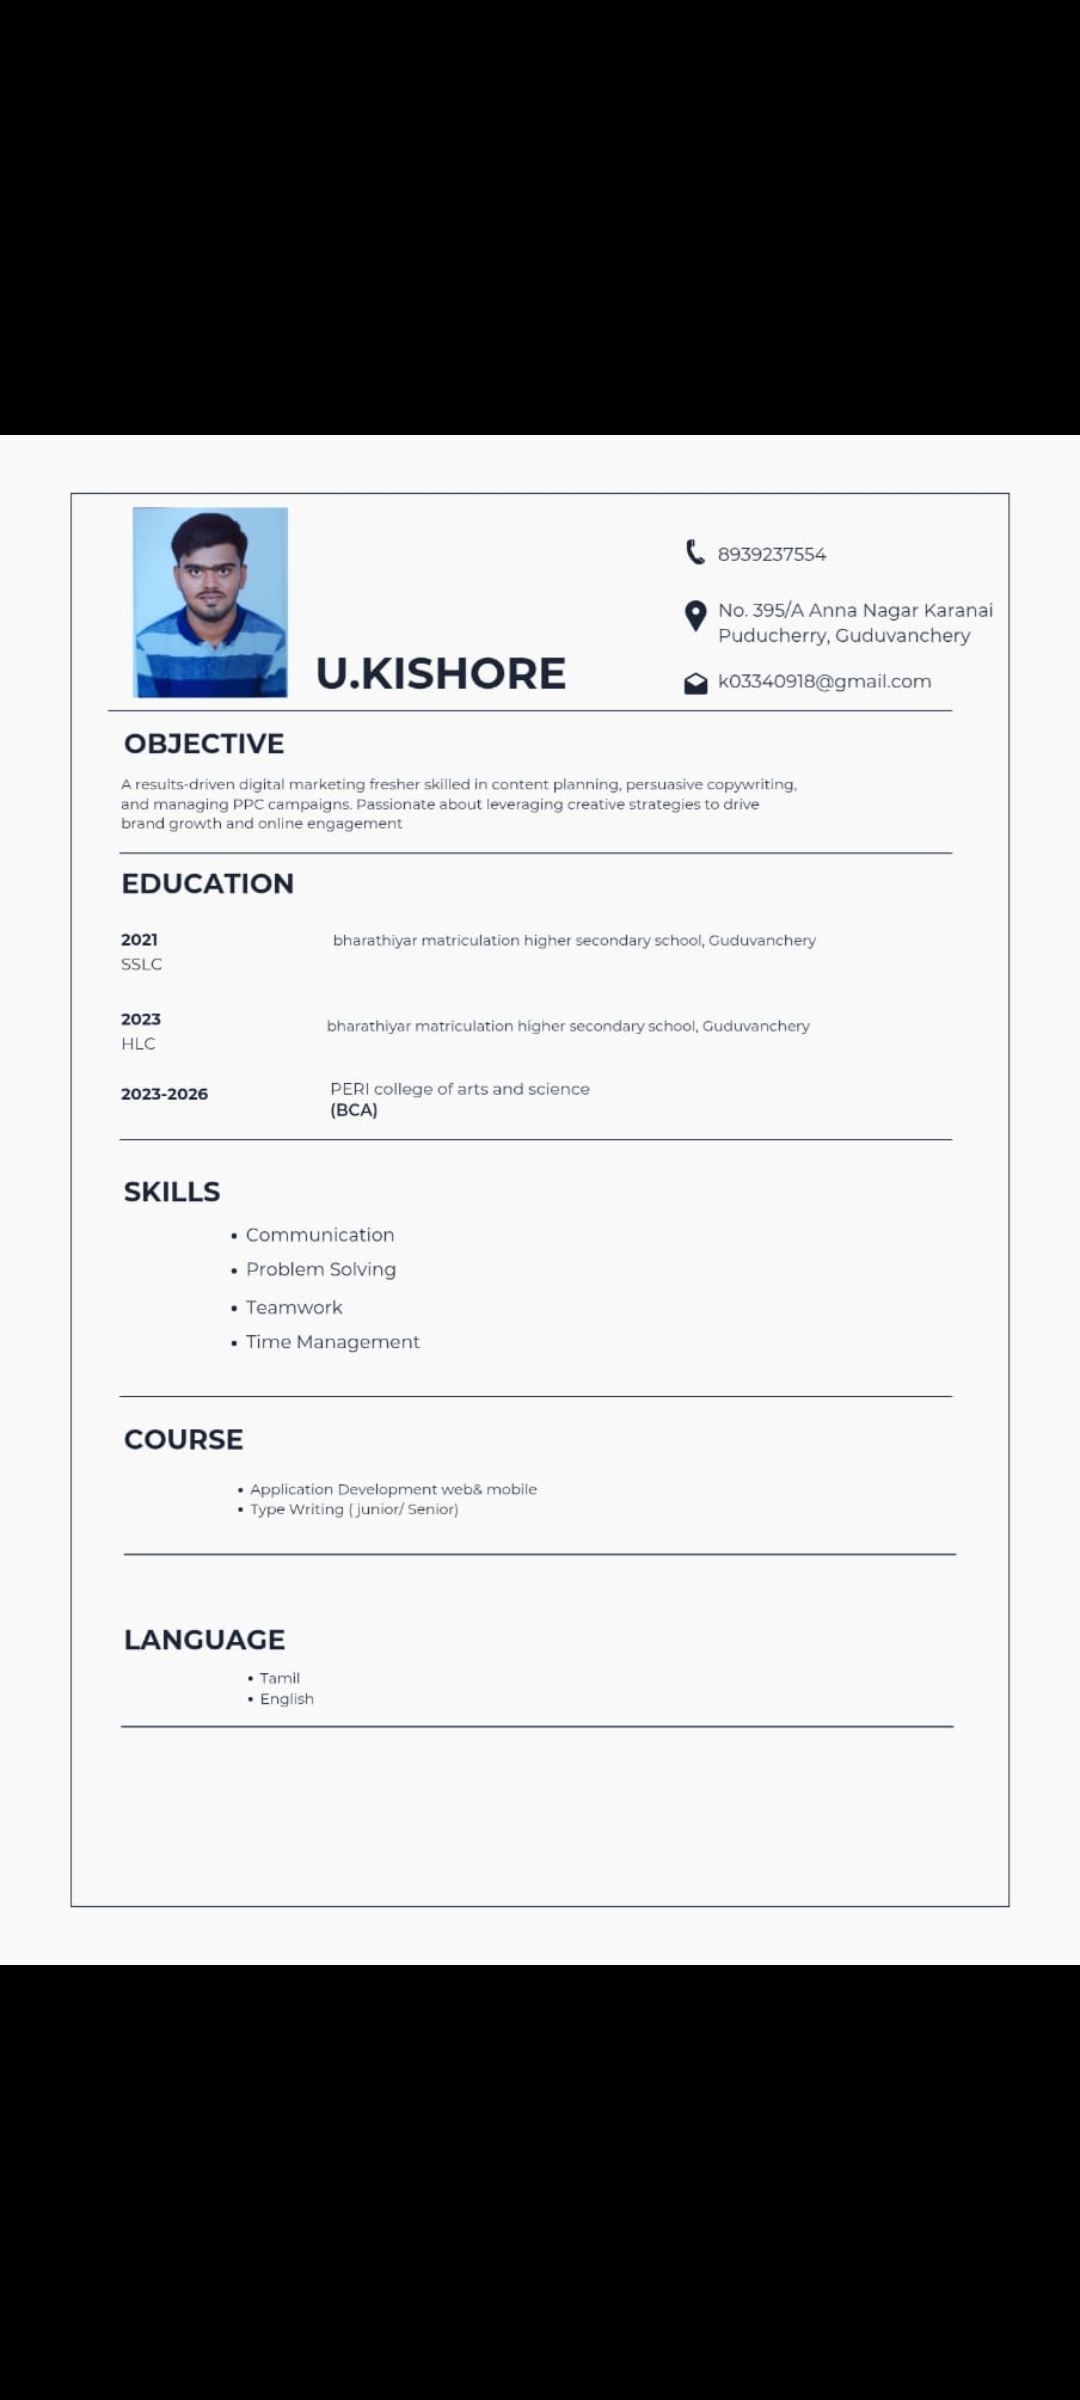 U.KISHORE
8939237554
No. 395/A Anna Nagar Karanai
Puducherry, Guduvanchery
k03340918@gmail.com
OBJECTIVE
A results-driven digital marketing fresher skilled in content planning, persuasive copywriting,
and managing PPC campaigns. Passionate about leveraging creative strategies to drive
brand growth and online engagement
EDUCATION
2021
SSLC
bharathiyar matriculation higher secondary school, Guduvanchery
2023
HLC
bharathiyar matriculation higher secondary school, Guduvanchery
2023-2026
PERI college of arts and science
(BCA)
SKILLS
• Communication
• Problem Solving
• Teamwork
• Time Management
COURSE
• Application Development web& mobile
• Type Writing ( junior/ Senior)
LANGUAGE
• Tamil
• English